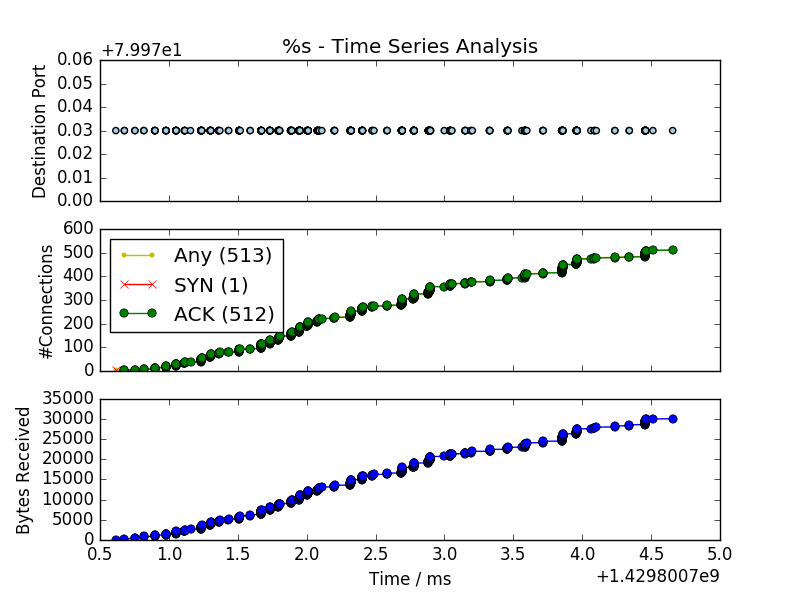 %s - Time Series Analysis
+7.997e1
0.06
0.05
0.04
0.03
0.02
0.01
0.00
Destination Port
600
500
400
300
200
100
0
#Connections
Any (513)
SYN (1)
ACK (512)
35000
30000
25000
20000
15000
10000
5000
0
Bytes Received
0.5 1.0 1.5 2.0 2.5 3.0 3.5 4.0 4.5 5.0
Time / ms
+1.4298007e9